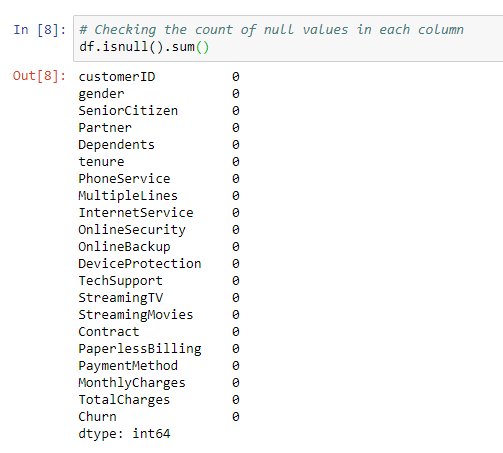 In [8]: # Checking the count of null values in each column
df.isnull().sum()
Out[8]: customerID 0
gender 0
SeniorCitizen 0
Partner 0
Dependents 0
tenure 0
PhoneService 0
MultipleLines 0
InternetService 0
OnlineSecurity 0
OnlineBackup 0
DeviceProtection 0
TechSupport 0
StreamingTV 0
StreamingMovies 0
Contract 0
PaperlessBilling 0
PaymentMethod 0
MonthlyCharges 0
TotalCharges 0
Churn 0
dtype: int64